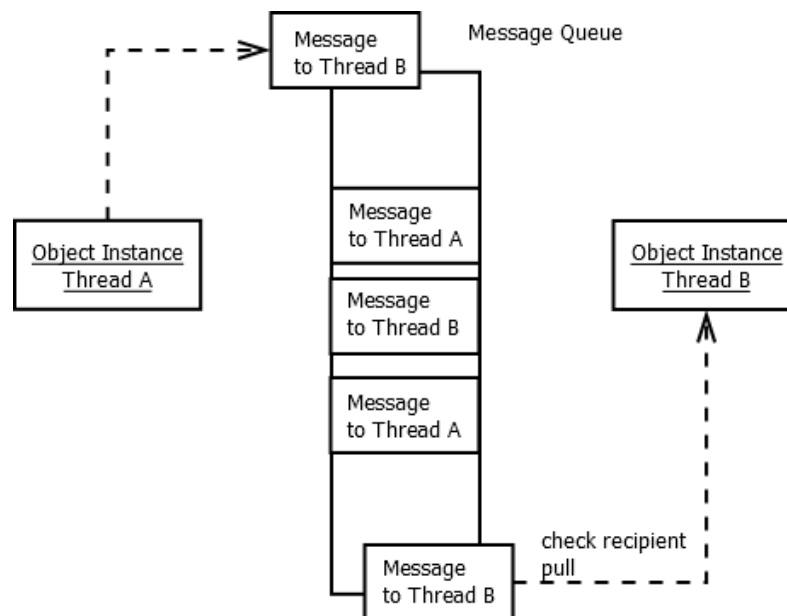 Message
to Thread B
Message Queue
Message
to Thread A
Object Instance
Thread A
Object Instance
Thread B
Message
to Thread B
Message
to Thread A
check recipient
pull
Message
to Thread B